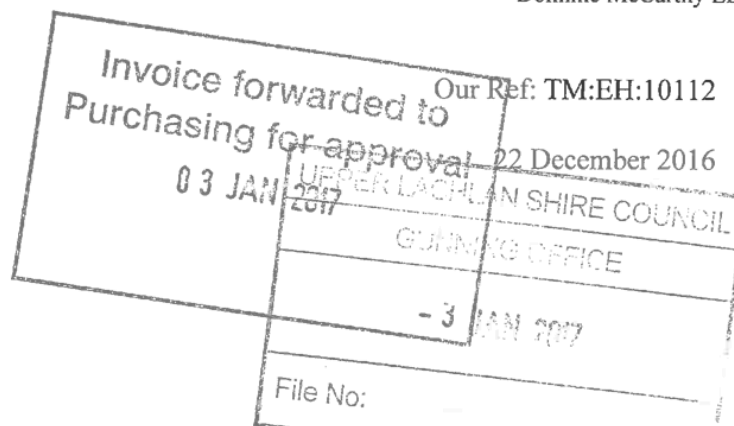 McCarthy
Our Ref: TM:EH:10112
22 December 2016
Invoice forwarded to
Purchasing for approval
03 JAN 2017
UPPER LACHLAN SHIRE COUNCIL
GUNNING OFFICE
- 3 JAN 2017
File No: